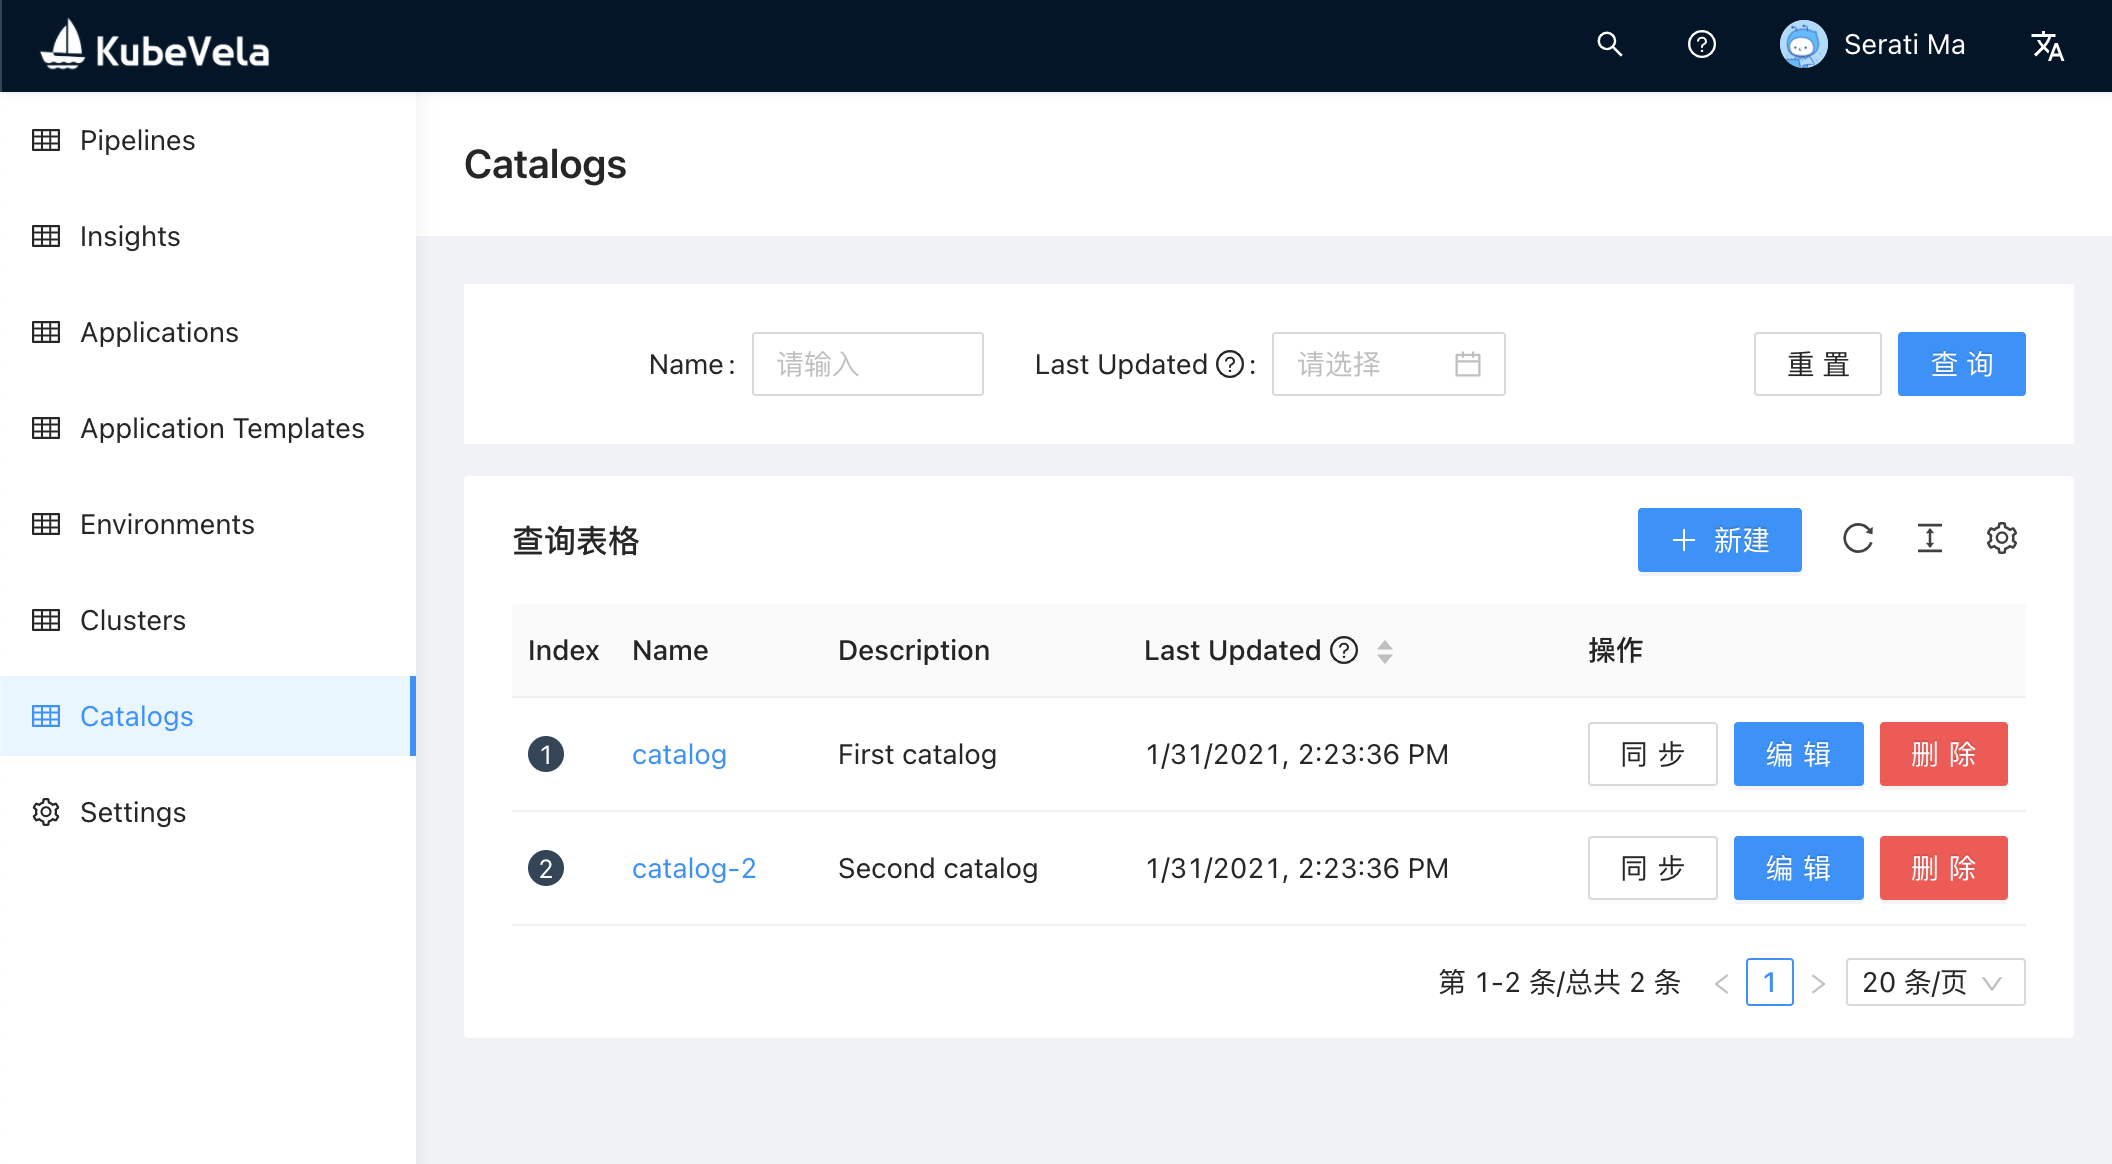 KubeVela
Serati Ma
Pipelines
Insights
Applications
Application Templates
Environments
Clusters
Catalogs
Settings
Catalogs
Name : 请输入 Last Updated : 请选择 重 置 查 询
查询表格 新建
Index Name Description Last Updated 操作
1 catalog First catalog 1/31/2021, 2:23:36 PM 同 步 编 辑 删 除
2 catalog-2 Second catalog 1/31/2021, 2:23:36 PM 同 步 编 辑 删 除
第 1-2 条/总共 2 条 < 1 > 20 条/页